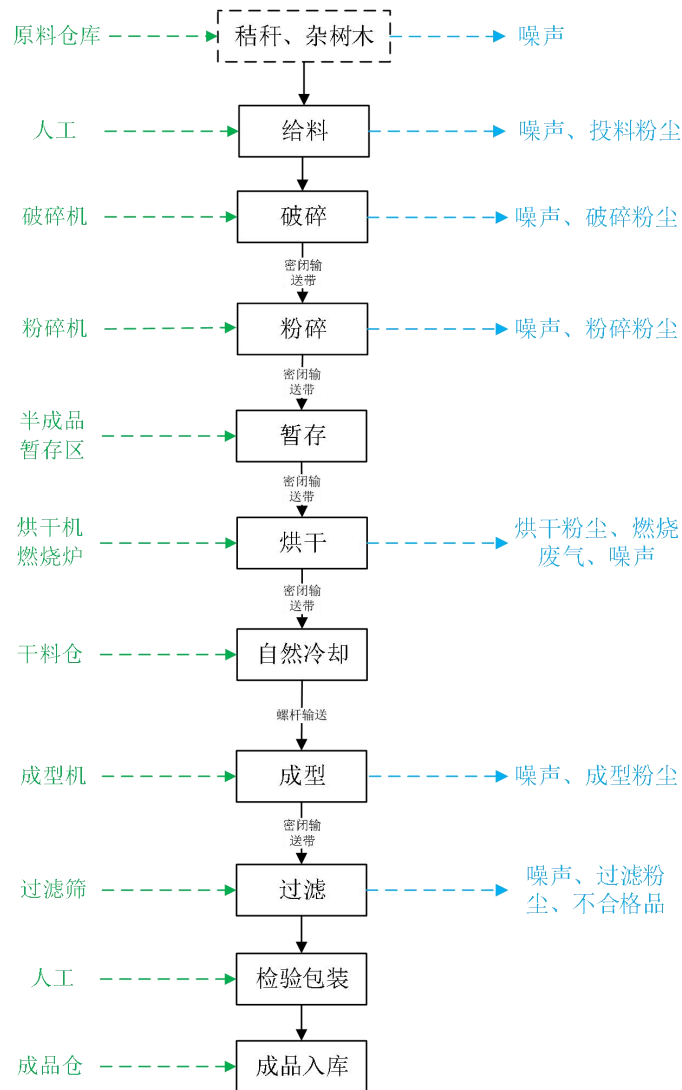 原料仓库
秸秆、杂树木
噪声
人工
给料
噪声、投料粉尘
破碎机
破碎
噪声、破碎粉尘
密闭输
送带
粉碎机
粉碎
噪声、粉碎粉尘
密闭输
送带
半成品
暂存区
暂存
密闭输
送带
烘干机
燃烧炉
烘干
烘干粉尘、燃烧
废气、噪声
密闭输
送带
干料仓
自然冷却
螺杆输送
成型机
成型
噪声、成型粉尘
密闭输
送带
过滤筛
过滤
噪声、过滤粉
尘、不合格品
人工
检验包装
成品仓
成品入库